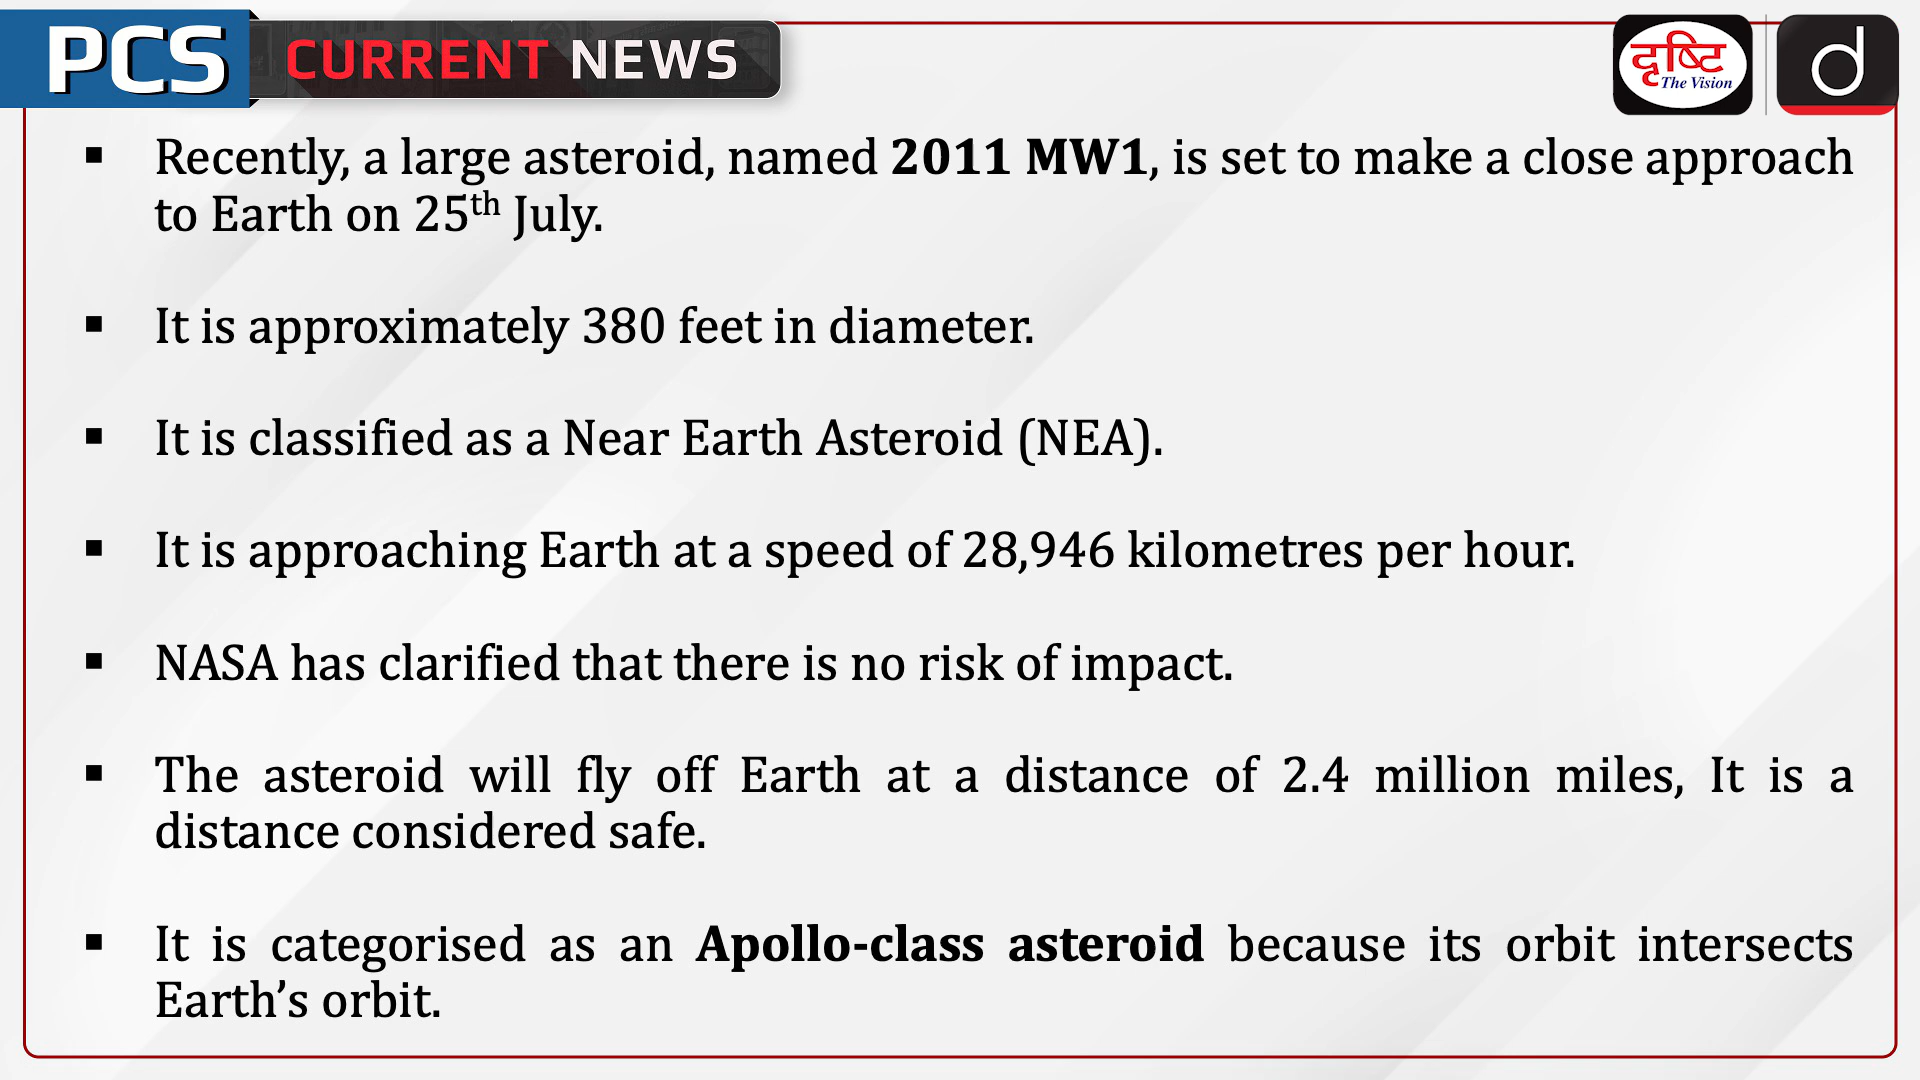 PCS CURRENT NEWS
दृष्टि
The Vision
d
▪ Recently, a large asteroid, named 2011 MW1, is set to make a close approach
to Earth on 25th July.
▪ It is approximately 380 feet in diameter.
▪ It is classified as a Near Earth Asteroid (NEA).
▪ It is approaching Earth at a speed of 28,946 kilometres per hour.
▪ NASA has clarified that there is no risk of impact.
▪ The asteroid will fly off Earth at a distance of 2.4 million miles, It is a
distance considered safe.
▪ It is categorised as an Apollo-class asteroid because its orbit intersects
Earth’s orbit.